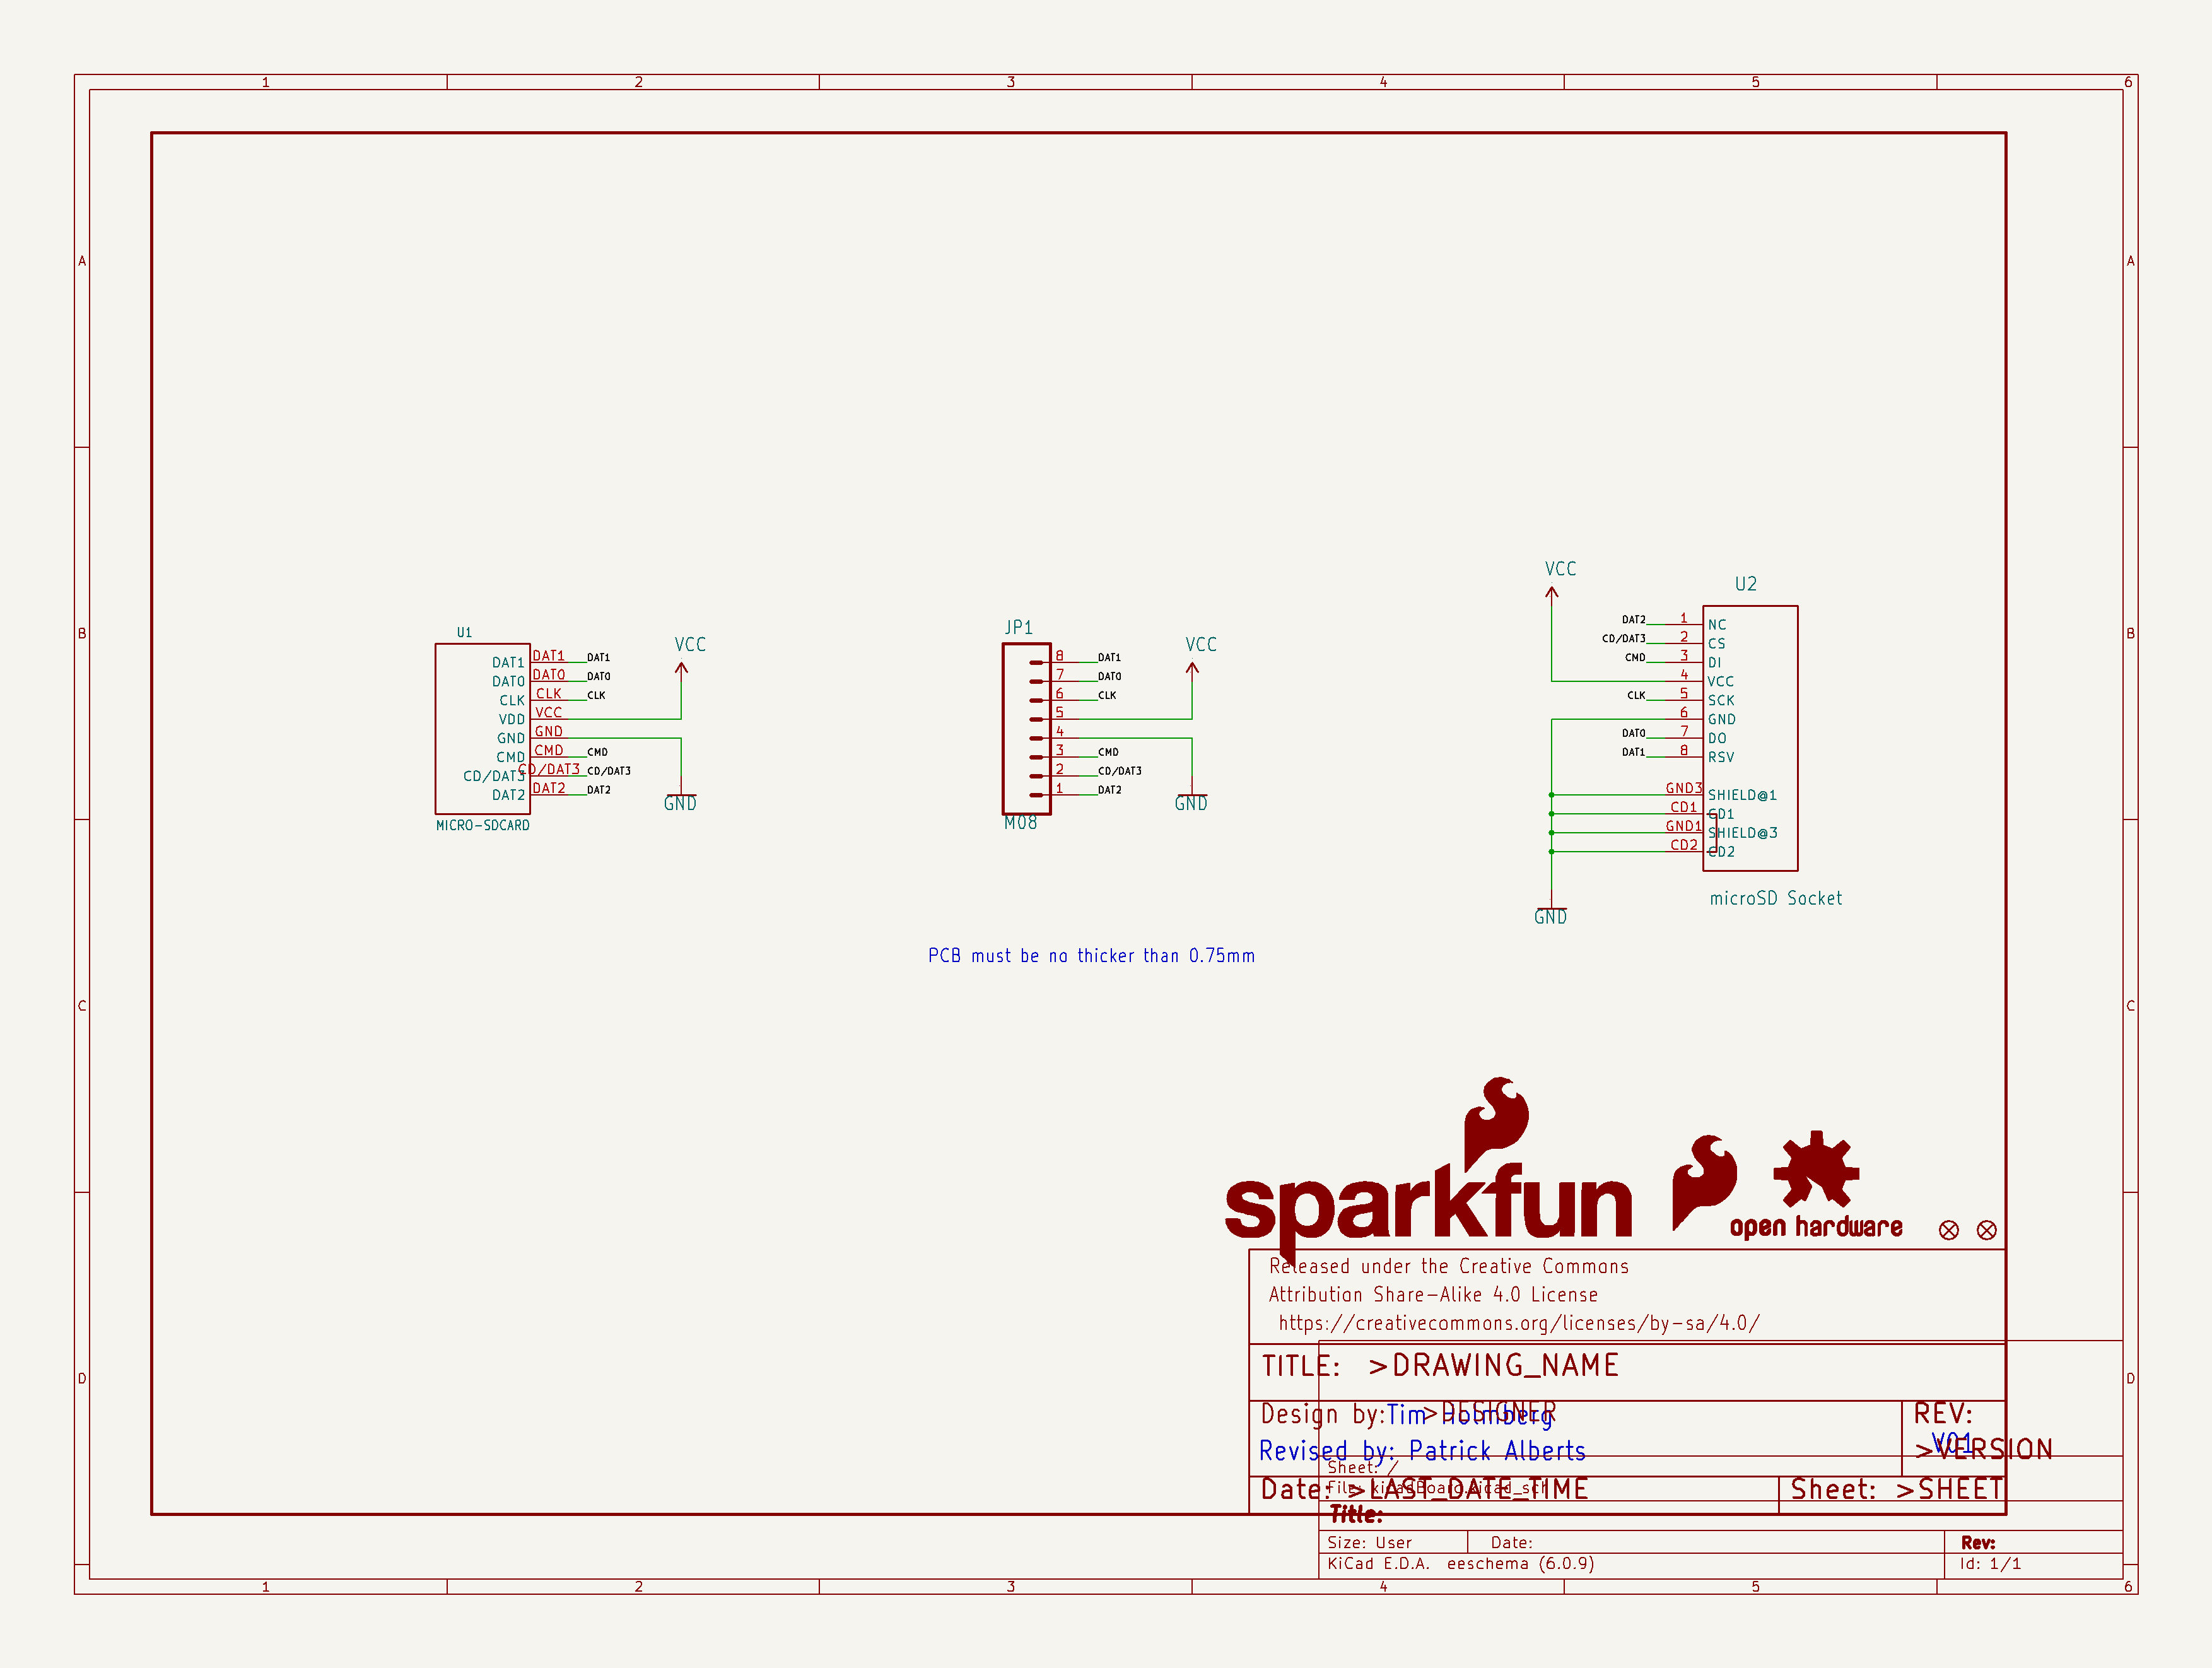 1 2 3 4 5 6
A A
B B
C C
D D
U1
DAT1 DAT1 DAT1
DAT0 DAT0 DAT0
CLK CLK CLK
VDD VCC
GND GND
CMD CMD CMD
CD/DAT3 CD/DAT3 CD/DAT3
DAT2 DAT2 DAT2
MICRO-SDCARD
VCC
GND
JP1
8 DAT1
7 DAT0
6 CLK
5
4
3 CMD
2 CD/DAT3
1 DAT2
M08
VCC
GND
VCC
U2
DAT2 1 NC
CD/DAT3 2 CS
CMD 3 DI
4 VCC
CLK 5 SCK
6 GND
DAT0 7 DO
DAT1 8 RSV
GND3 SHIELD@1
CD1 CD1
GND1 SHIELD@3
CD2 CD2
GND
microSD Socket
PCB must be no thicker than 0.75mm
sparkfun
open hardware
Released under the Creative Commons
Attribution Share-Alike 4.0 License
https://creativecommons.org/licenses/by-sa/4.0/
TITLE: >DRAWING_NAME
Design by: Tim Holmberg >DESIGNER
REV:
V01
>VERSION
Revised by: Patrick Alberts
Sheet: /
File: kicadBoard.kicad_sch
Date: >LAST_DATE_TIME
Sheet: >SHEET
Title:
Size: User Date: Rev:
KiCad E.D.A. eeschema (6.0.9) Id: 1/1
1 2 3 4 5 6